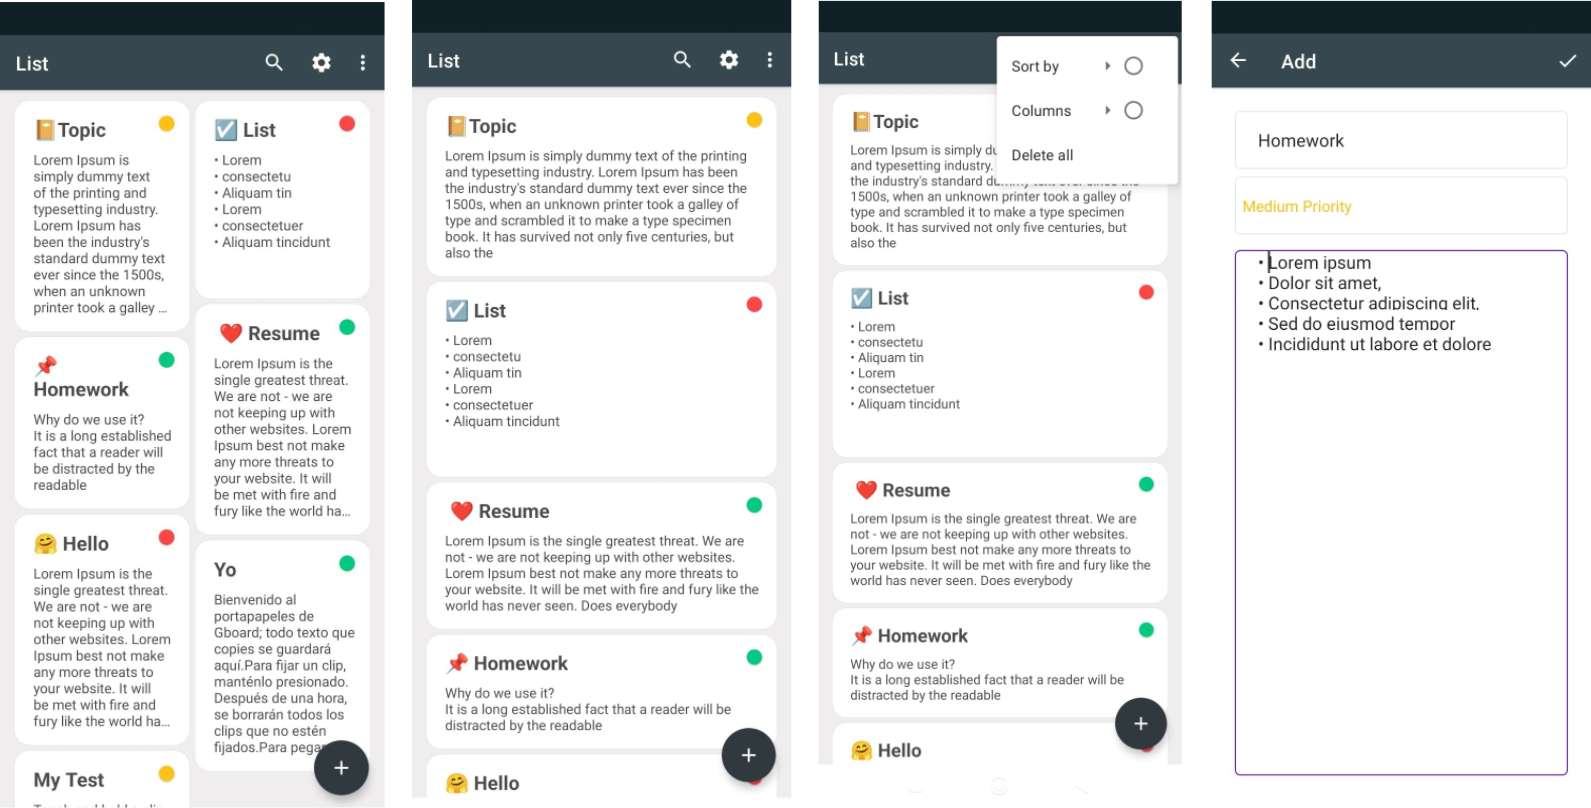 List
Topic
Lorem Ipsum is
simply dummy text
of the printing and
typesetting industry.
Lorem Ipsum has
been the industry's
standard dummy text
ever since the 1500s,
when an unknown
printer took a galley ...
Homework
Why do we use it?
It is a long established
fact that a reader will
be distracted by the
readable
Hello
Lorem Ipsum is the
single greatest threat.
We are not - we are
not keeping up with
other websites. Lorem
Ipsum best not make
any more threats to
your website. It will
be met with fire and
fury like the world ha...
My Test
List
• Lorem
• consectetu
• Aliquam tin
• Lorem
• consectetuer
• Aliquam tincidunt
Resume
Lorem Ipsum is the
single greatest threat.
We are not - we are
not keeping up with
other websites. Lorem
Ipsum best not make
any more threats to
your website. It will
be met with fire and
fury like the world ha...
Yo
Bienvenido al
portapapeles de
Gboard; todo texto que
copies se guardará
aquí.Para fijar un clip,
manténlo presionado.
Después de una hora,
se borrarán todos los
clips que no estén
fijados.Para pega
List
Topic
Lorem Ipsum is simply dummy text of the printing
and typesetting industry. Lorem Ipsum has been
the industry's standard dummy text ever since the
1500s, when an unknown printer took a galley of
type and scrambled it to make a type specimen
book. It has survived not only five centuries, but
also the
List
• Lorem
• consectetu
• Aliquam tin
• Lorem
• consectetuer
• Aliquam tincidunt
Resume
Lorem Ipsum is the single greatest threat. We are
not - we are not keeping up with other websites.
Lorem Ipsum best not make any more threats to
your website. It will be met with fire and fury like the
world has never seen. Does everybody
Homework
Why do we use it?
It is a long established fact that a reader will be
distracted by the readable
Hello
List
Sort by
Columns
Delete all
Topic
Lorem Ipsum is simply du
and typesetting industry.
the industry's standard dummy text ever since the
1500s, when an unknown printer took a galley of
type and scrambled it to make a type specimen
book. It has survived not only five centuries, but
also the
List
• Lorem
• consectetu
• Aliquam tin
• Lorem
• consectetuer
• Aliquam tincidunt
Resume
Lorem Ipsum is the single greatest threat. We are
not - we are not keeping up with other websites.
Lorem Ipsum best not make any more threats to
your website. It will be met with fire and fury like the
world has never seen. Does everybody
Homework
Why do we use it?
It is a long established fact that a reader will be
distracted by the readable
Hello
Add
Homework
Medium Priority
• Lorem ipsum
• Dolor sit amet,
• Consectetur adipiscing elit.
• Sed do eiusmod tempor
• Incididunt ut labore et dolore